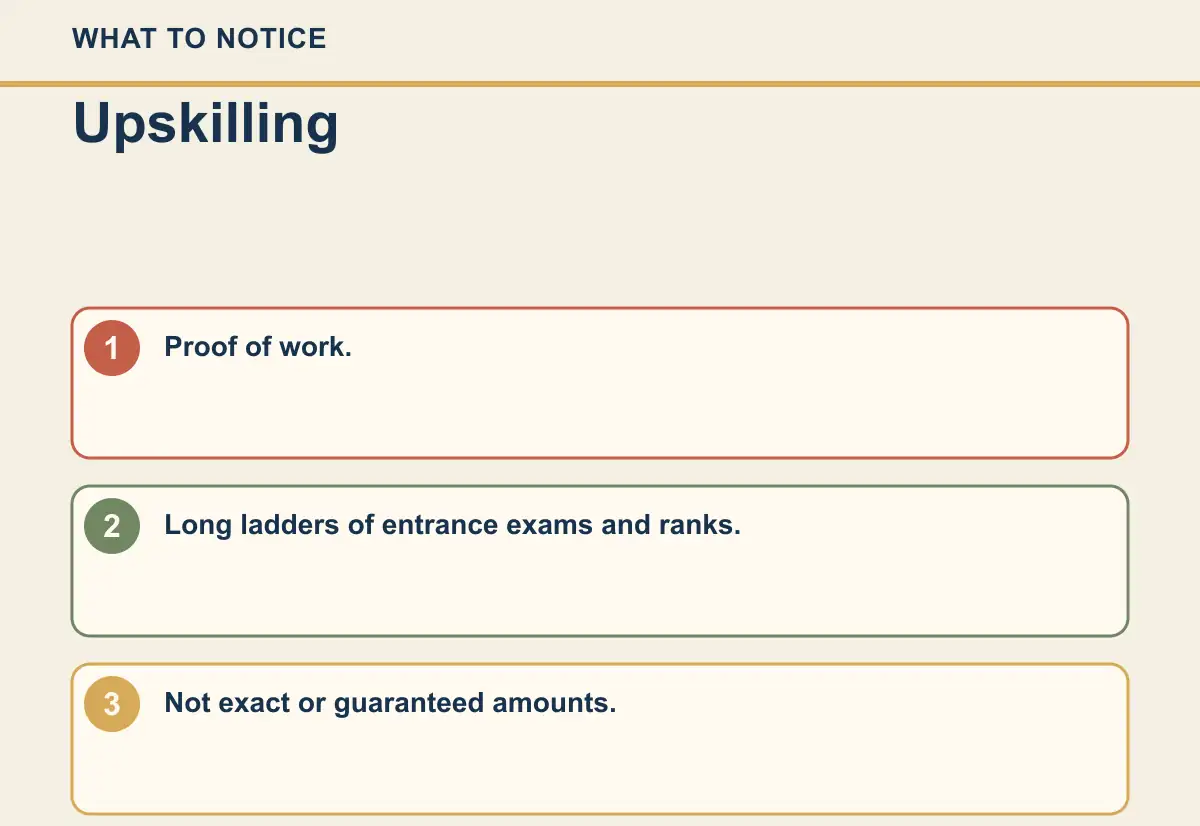 WHAT TO NOTICE
Upskilling
1 Proof of work.
2 Long ladders of entrance exams and ranks.
3 Not exact or guaranteed amounts.